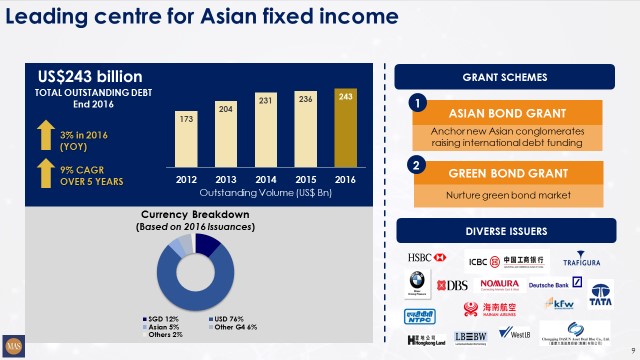 Leading centre for Asian fixed income
US$243 billion
TOTAL OUTSTANDING DEBT
End 2016
3% in 2016
(YOY)
9% CAGR
OVER 5 YEARS
173
204
231
236
243
2012 2013 2014 2015 2016
Outstanding Volume (US$ Bn)
Currency Breakdown
(Based on 2016 Issuances)
SGD 12% USD 76%
Asian 5% Other G4 6%
Others 2%
GRANT SCHEMES
1
ASIAN BOND GRANT
Anchor new Asian conglomerates
raising international debt funding
2
GREEN BOND GRANT
Nurture green bond market
DIVERSE ISSUERS
HSBC
ICBC 中国工商银行
TRAFIGURA
BMW
DBS
NOMURA
Deutsche Bank
TATA
NTPC
海南航空
HAINAN AIRLINES
kfw
Hongkong Land
LBBW
WestLB
MAS
9